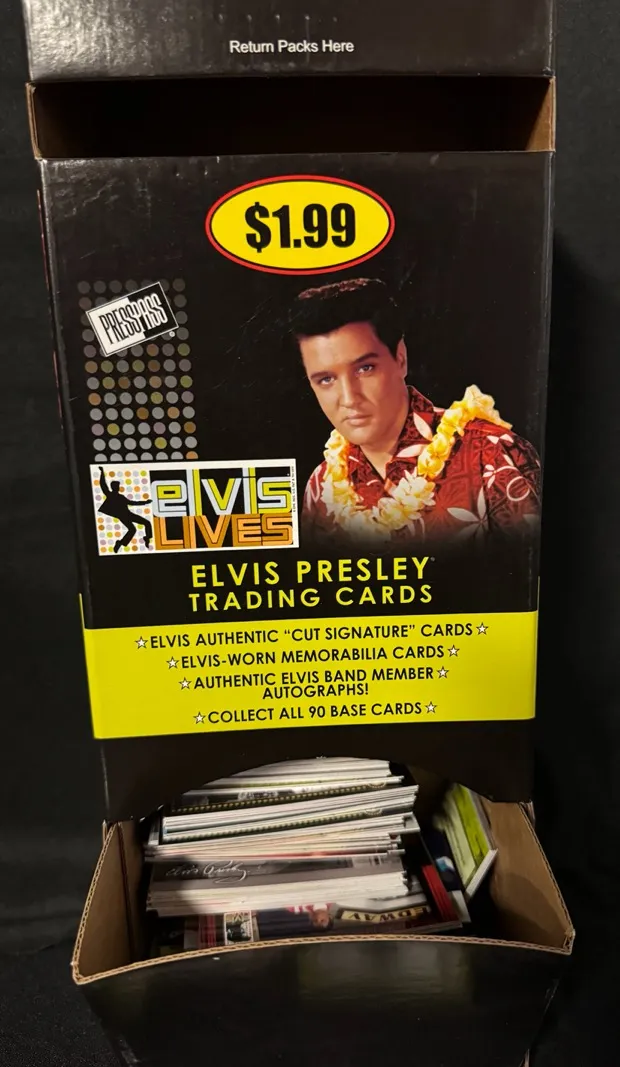 Return Packs Here
$1.99
PRESS PASS
elvis
LIVES
ELVIS PRESLEY
TRADING CARDS
☆ELVIS AUTHENTIC “CUT SIGNATURE” CARDS☆
☆ELVIS-WORN MEMORABILIA CARDS☆
☆AUTHENTIC ELVIS BAND MEMBER☆
AUTOGRAPHS!
☆COLLECT ALL 90 BASE CARDS☆